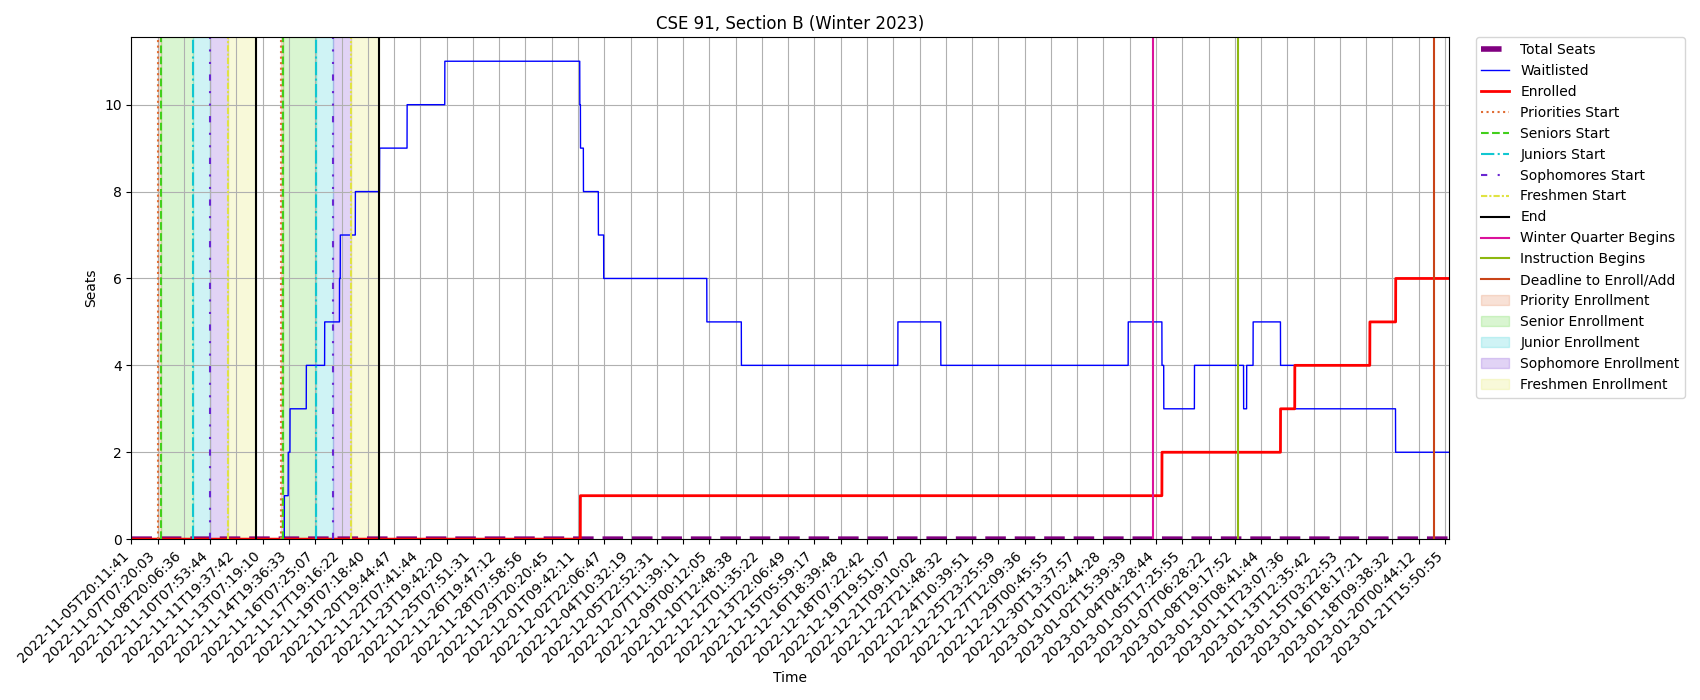 CSE 91, Section B (Winter 2023)
Seats
10
8
6
4
2
0
2022-11-05T20:11:41
2022-11-07T07:20:03
2022-11-08T20:06:36
2022-11-10T07:53:44
2022-11-11T19:37:42
2022-11-13T07:19:10
2022-11-14T19:36:33
2022-11-16T07:25:07
2022-11-17T19:16:22
2022-11-19T07:18:40
2022-11-20T19:44:47
2022-11-22T07:41:44
2022-11-23T19:42:20
2022-11-25T07:51:31
2022-11-26T19:47:12
2022-11-28T07:58:56
2022-11-29T20:20:45
2022-12-01T09:42:11
2022-12-02T22:06:47
2022-12-04T10:32:19
2022-12-05T22:52:31
2022-12-07T11:39:11
2022-12-09T00:12:05
2022-12-10T12:48:38
2022-12-12T01:35:22
2022-12-13T22:06:49
2022-12-15T05:59:17
2022-12-16T18:39:48
2022-12-18T07:22:42
2022-12-19T19:51:07
2022-12-21T09:10:02
2022-12-22T21:48:32
2022-12-24T10:39:51
2022-12-25T23:25:59
2022-12-27T12:09:36
2022-12-29T00:45:55
2022-12-30T13:37:57
2023-01-01T02:44:28
2023-01-02T15:39:39
2023-01-04T04:28:44
2023-01-05T17:25:55
2023-01-07T06:28:22
2023-01-08T19:17:52
2023-01-10T08:41:44
2023-01-11T23:07:36
2023-01-13T12:35:42
2023-01-15T03:22:53
2023-01-16T18:17:21
2023-01-18T09:38:32
2023-01-20T00:44:12
2023-01-21T15:50:55
Time
Total Seats
Waitlisted
Enrolled
Priorities Start
Seniors Start
Juniors Start
Sophomores Start
Freshmen Start
End
Winter Quarter Begins
Instruction Begins
Deadline to Enroll/Add
Priority Enrollment
Senior Enrollment
Junior Enrollment
Sophomore Enrollment
Freshmen Enrollment